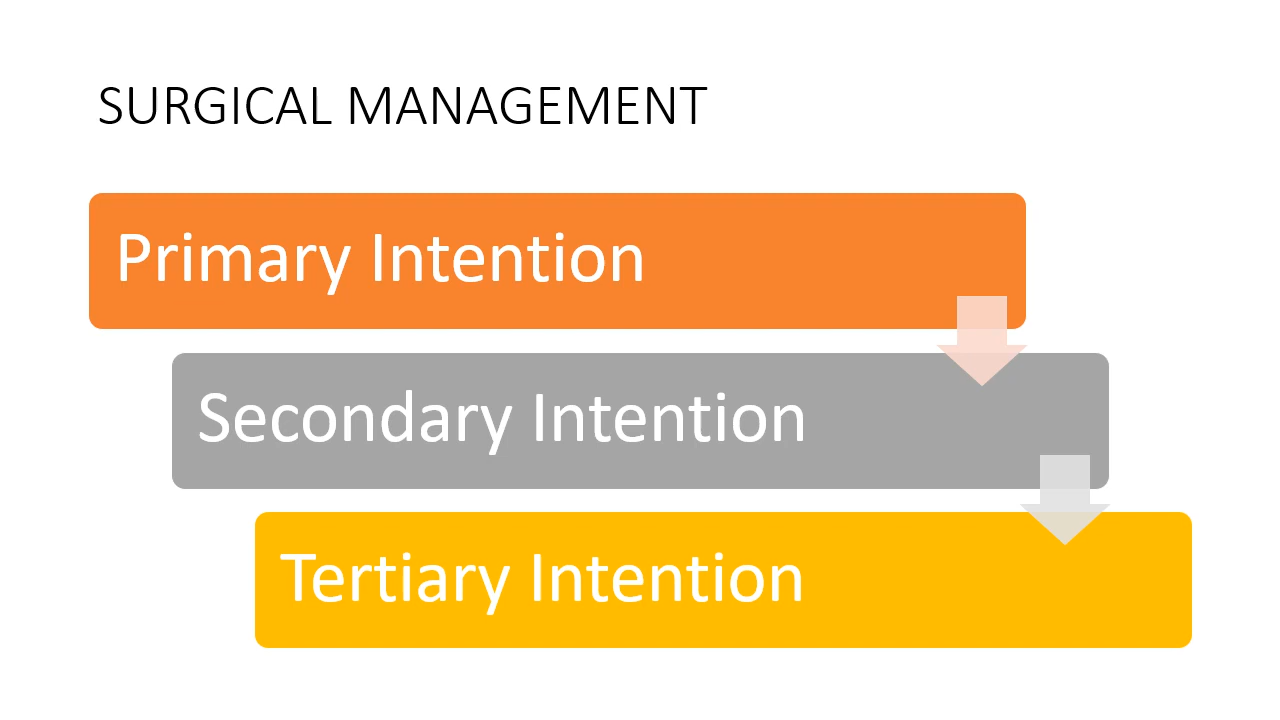 SURGICAL MANAGEMENT
Primary Intention
Secondary Intention
Tertiary Intention